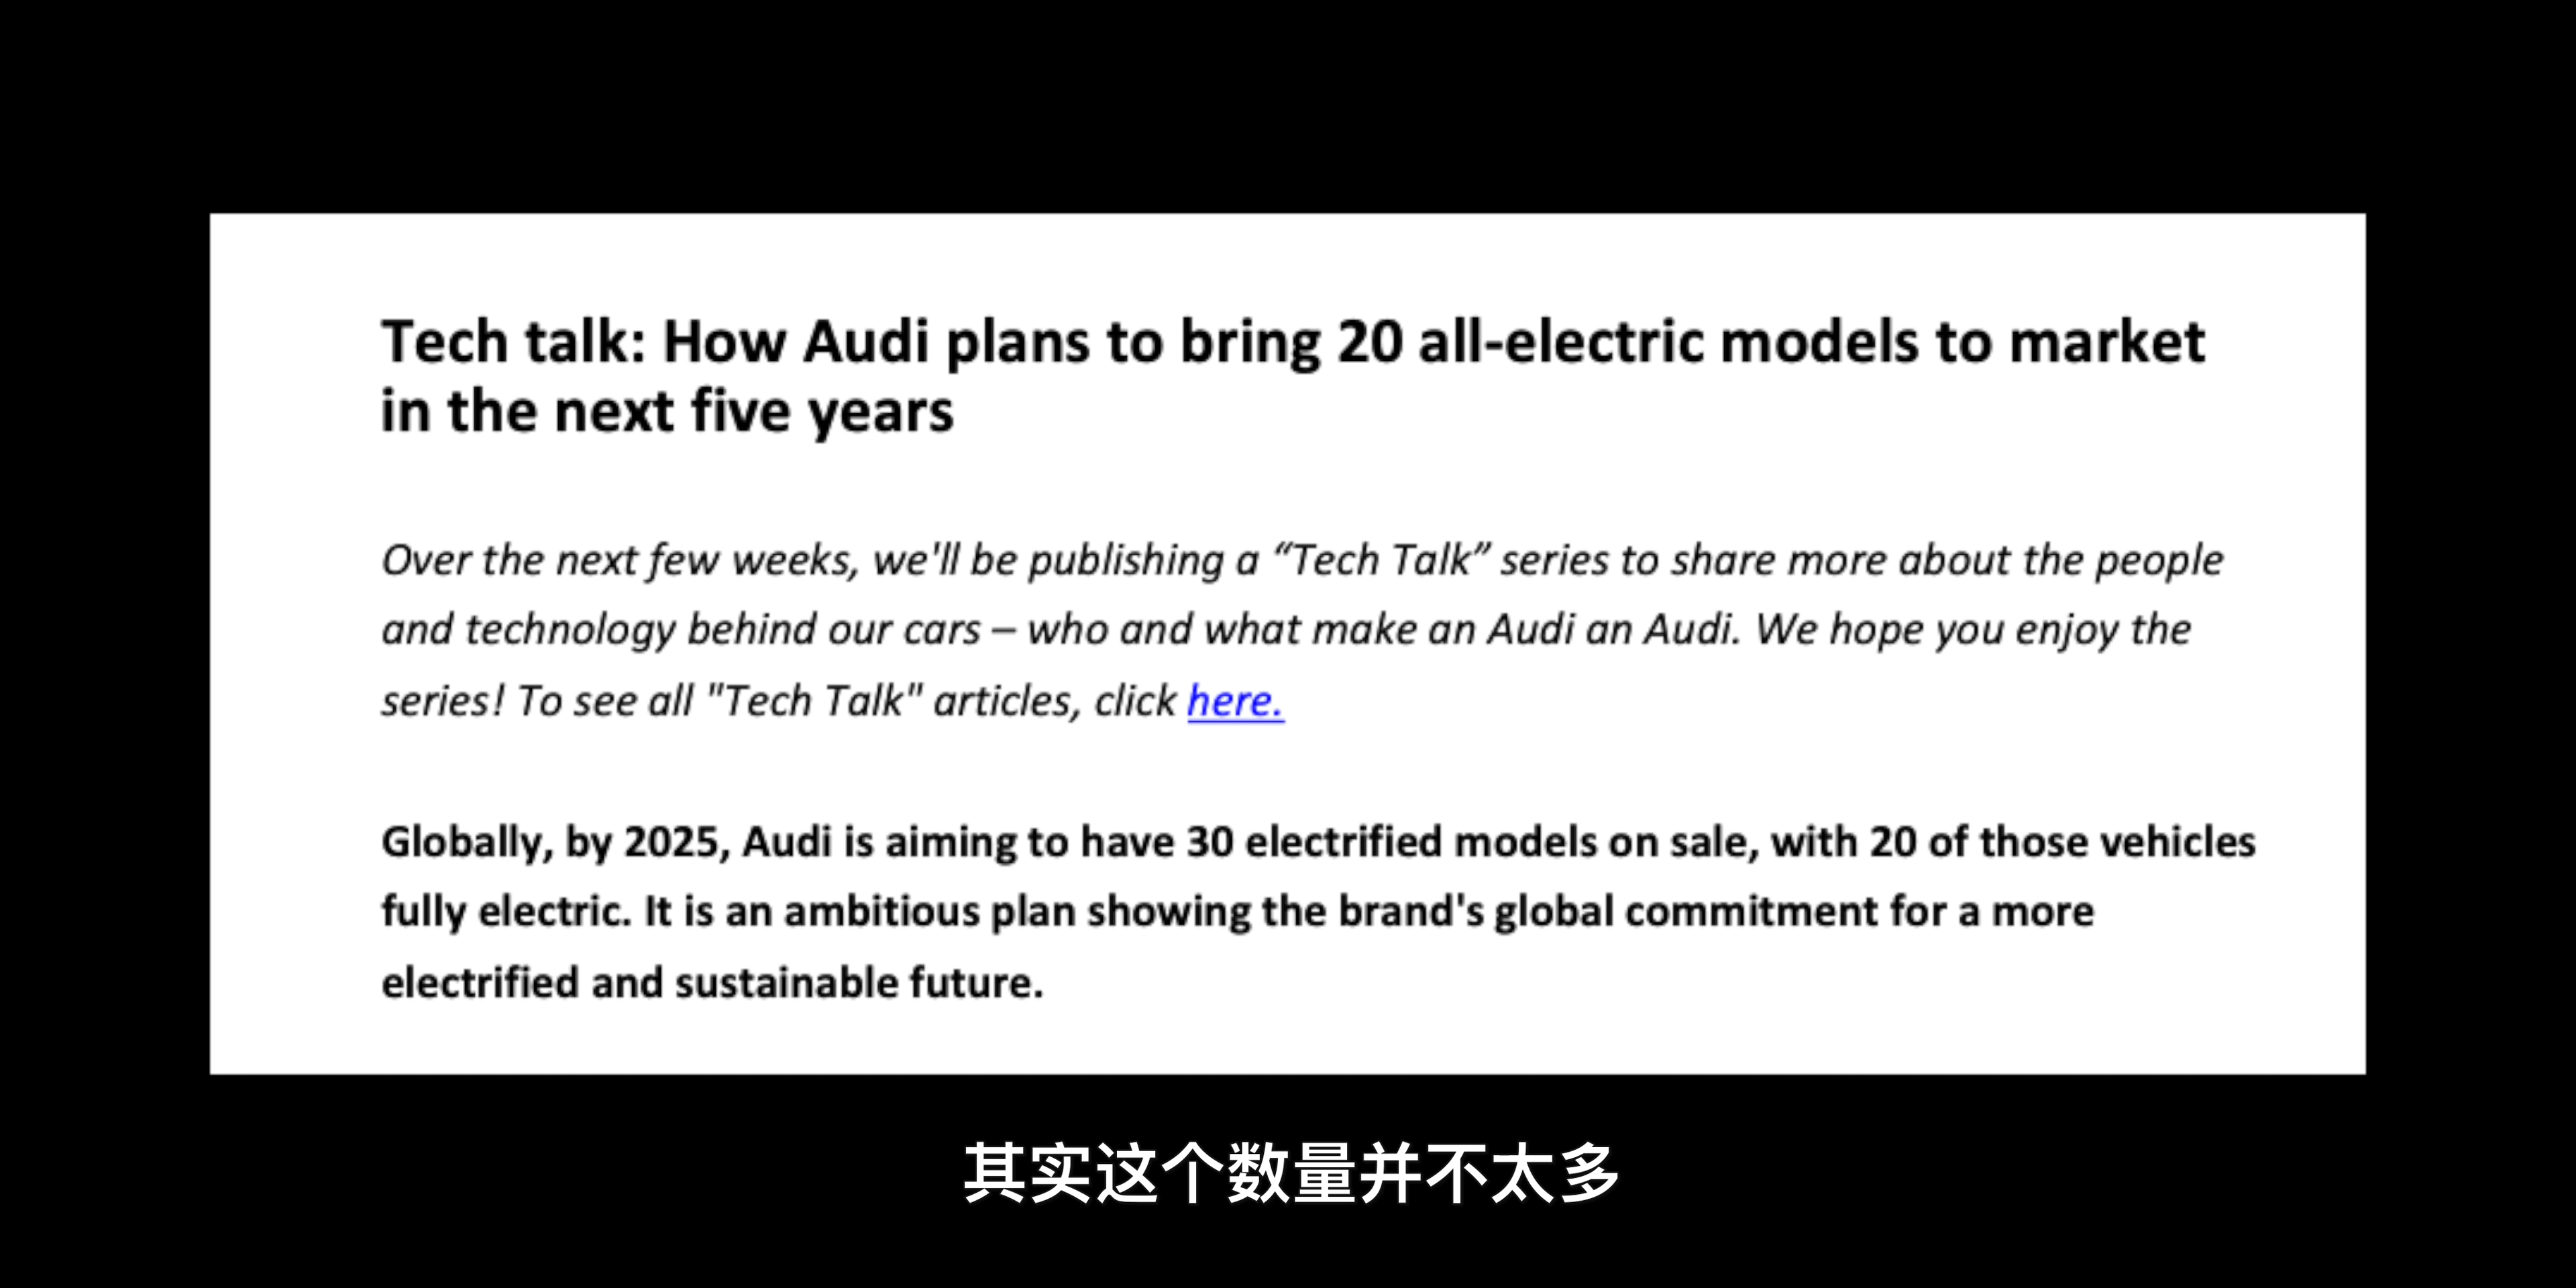 Tech talk: How Audi plans to bring 20 all-electric models to market
in the next five years
Over the next few weeks, we'll be publishing a “Tech Talk” series to share more about the people
and technology behind our cars – who and what make an Audi an Audi. We hope you enjoy the
series! To see all "Tech Talk" articles, click here.
Globally, by 2025, Audi is aiming to have 30 electrified models on sale, with 20 of those vehicles
fully electric. It is an ambitious plan showing the brand's global commitment for a more
electrified and sustainable future.
其实这个数量并不太多